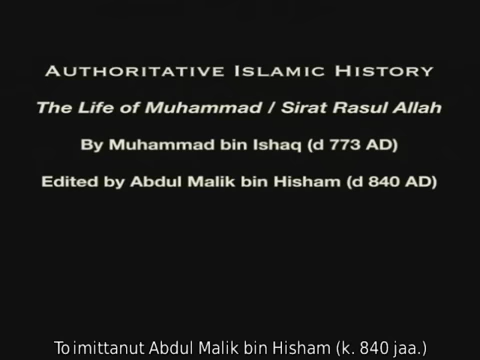 AUTHORITATIVE ISLAMIC HISTORY
The Life of Muhammad / Sirat Rasul Allah
By Muhammad bin Ishaq (d 773 AD)
Edited by Abdul Malik bin Hisham (d 840 AD)
Toimittanut Abdul Malik bin Hisham (k. 840 jaa.)